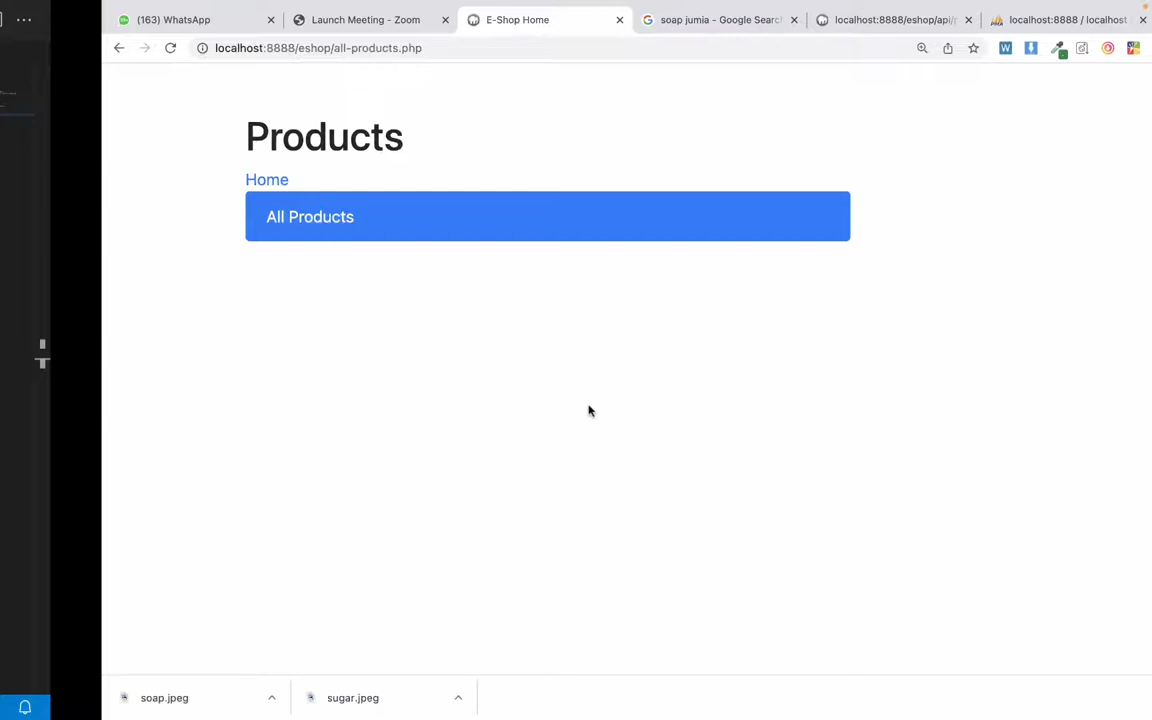 (163) WhatsApp
Launch Meeting - Zoom
E-Shop Home
soap jumia - Google Searc
localhost:8888/eshop/api/
localhost:8888 / localhost
localhost:8888/eshop/all-products.php
W
Products
Home
All Products
soap.jpeg
sugar.jpeg